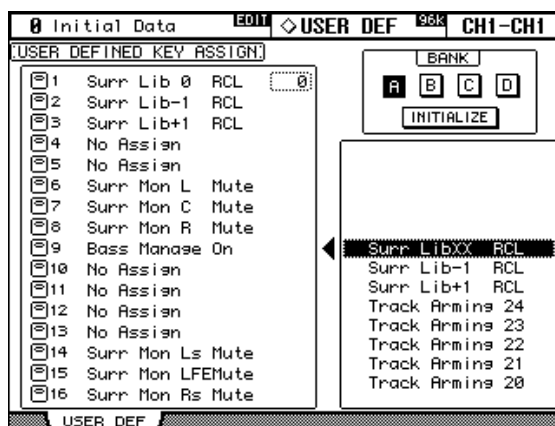 0 Initial Data EDIT ◇USER DEF 96k CH1-CH1
USER DEFINED KEY ASSIGN
1 Surr Lib 0 RCL 0
2 Surr Lib-1 RCL
3 Surr Lib+1 RCL
4 No Assign
5 No Assign
6 Surr Mon L Mute
7 Surr Mon C Mute
8 Surr Mon R Mute
9 Bass Manage On
10 No Assign
11 No Assign
12 No Assign
13 No Assign
14 Surr Mon Ls Mute
15 Surr Mon LFEMute
16 Surr Mon Rs Mute
BANK
A B C D
INITIALIZE
Surr LibXX RCL
Surr Lib-1 RCL
Surr Lib+1 RCL
Track Arming 24
Track Arming 23
Track Arming 22
Track Arming 21
Track Arming 20
USER DEF